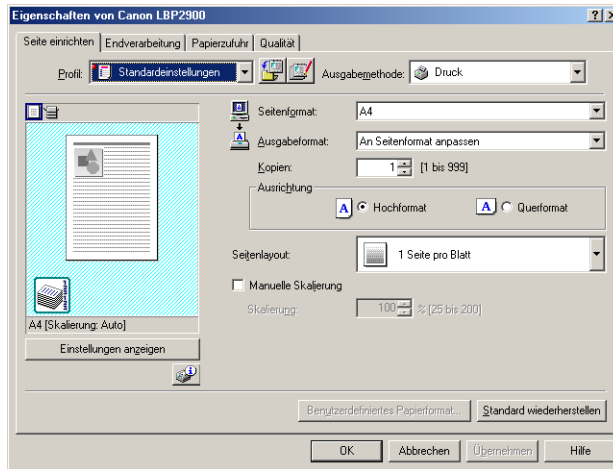 Eigenschaften von Canon LBP2900
Seite einrichten Endverarbeitung Papierzufuhr Qualität
Profil: Standardeinstellungen Ausgabemethode: Druck
Seitenformat: A4
Ausgabeformat: An Seitenformat anpassen
Kopien: 1 [1 bis 999]
Ausrichtung
A Hochformat A Querformat
Seitenlayout: 1 Seite pro Blatt
Manuelle Skalierung
Skalierung: 100 % [25 bis 200]
A4 [Skalierung: Auto]
Einstellungen anzeigen
Benutzerdefiniertes Papierformat... Standard wiederherstellen
OK Abbrechen Übernehmen Hilfe